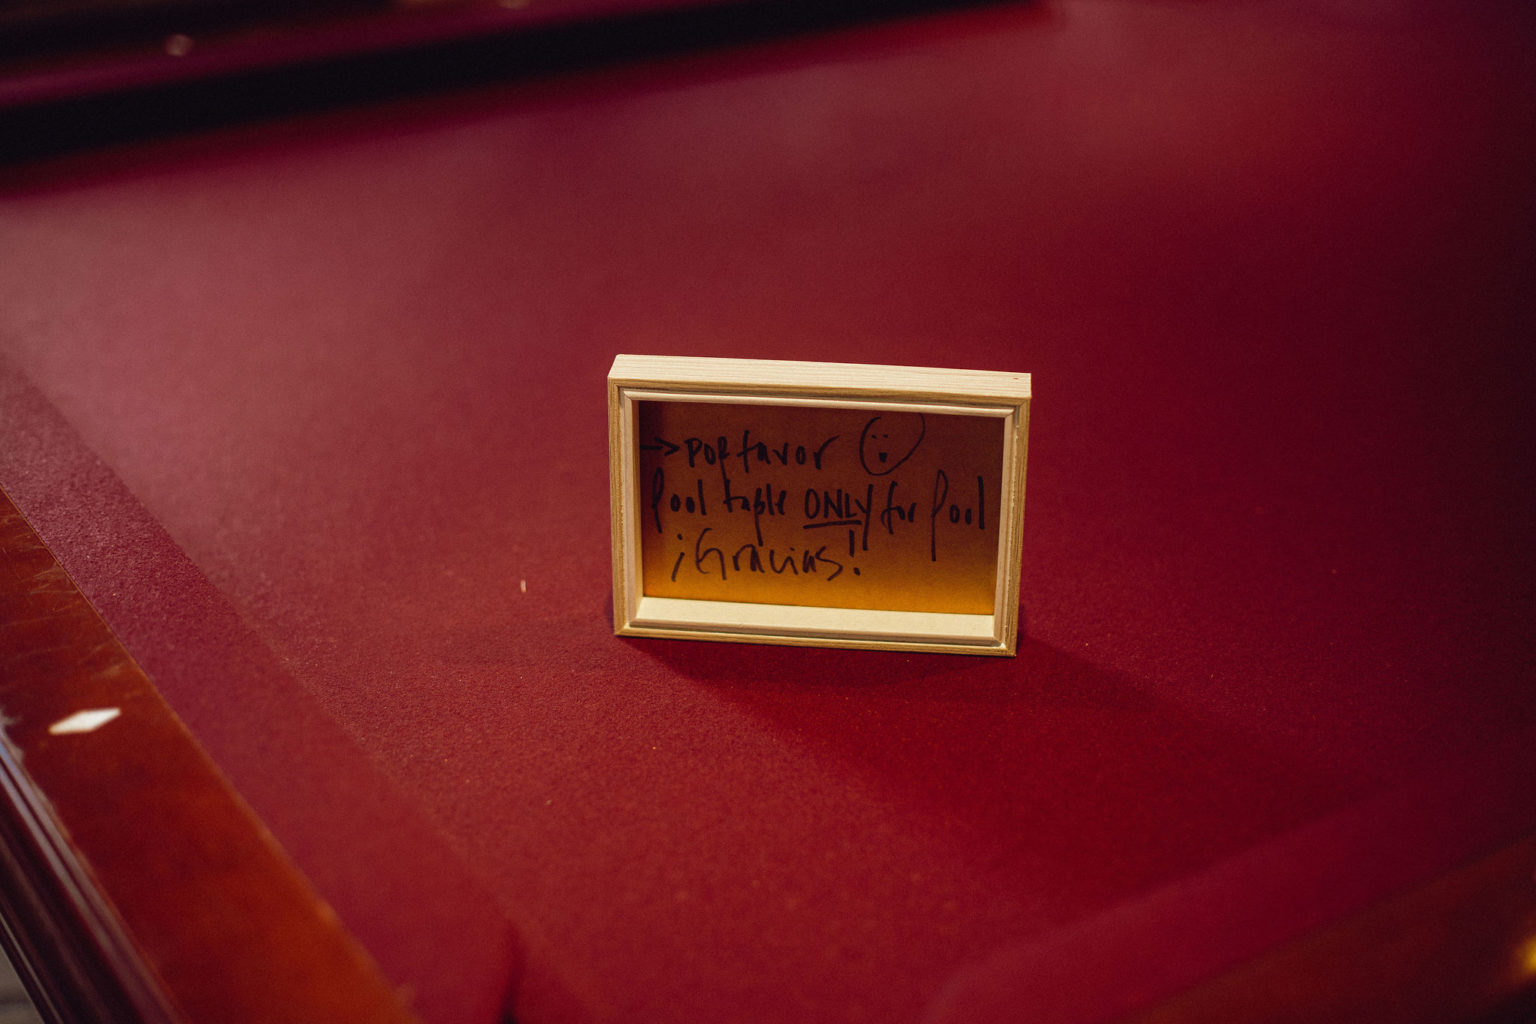 → por favor
Pool table ONLY for Pool
¡Gracias!